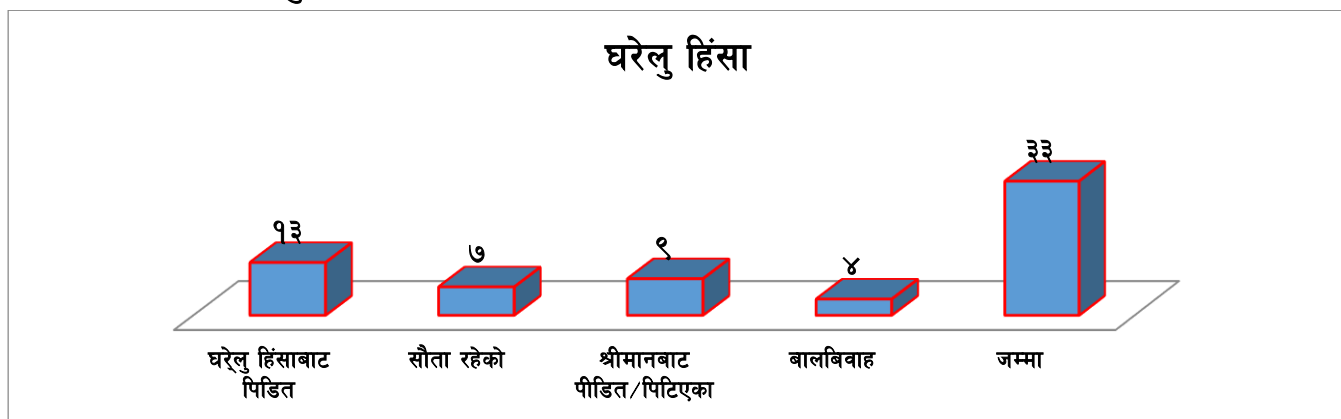 घरेलु हिंसा
१३
७
९
४
३३
घरे्लु हिंसाबाट
पिडित
सौता रहेको
श्रीमानबाट
पीडित/पिटिएका
बालबिवाह
जम्मा